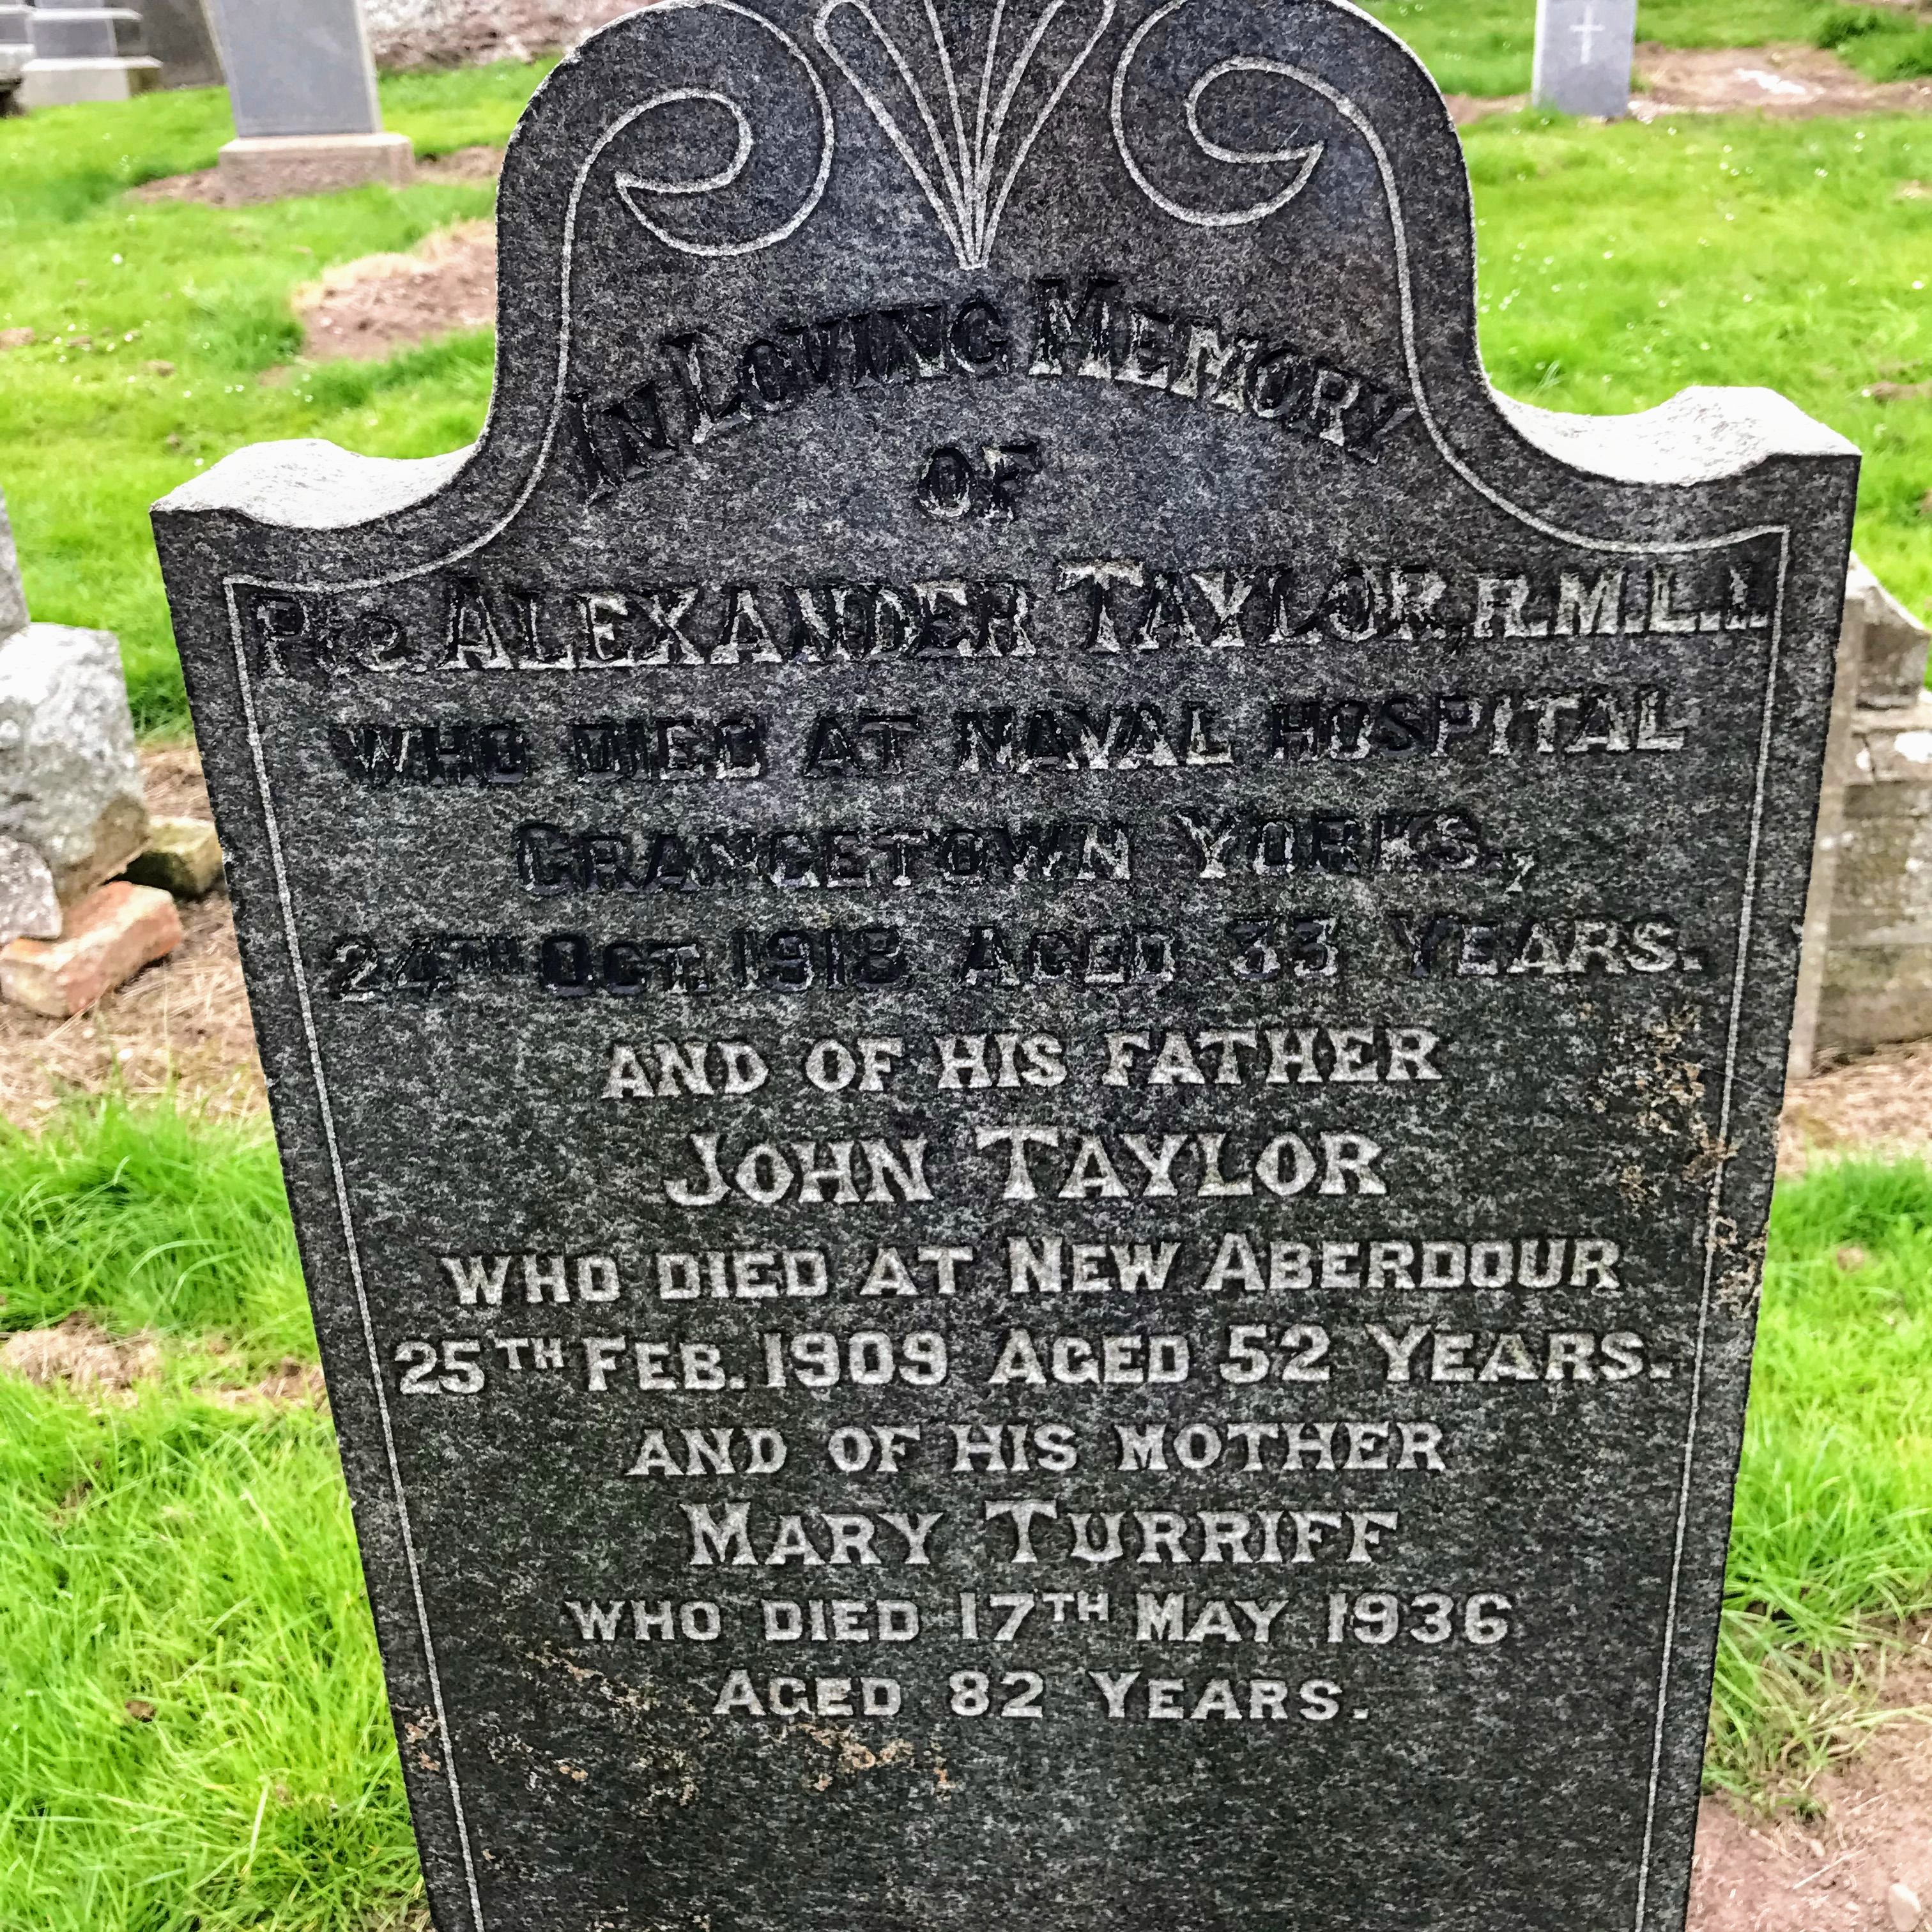 IN LOVING MEMORY
OF
Pte. ALEXANDER TAYLOR, R.M.L.I.
WHO DIED AT NAVAL HOSPITAL
GRANGETOWN YORKS.,
24TH OCT. 1918 AGED 33 YEARS.
AND OF HIS FATHER
JOHN TAYLOR
WHO DIED AT NEW ABERDOUR
25TH FEB. 1909 AGED 52 YEARS.
AND OF HIS MOTHER
MARY TURRIFF
WHO DIED 17TH MAY 1936
AGED 82 YEARS.